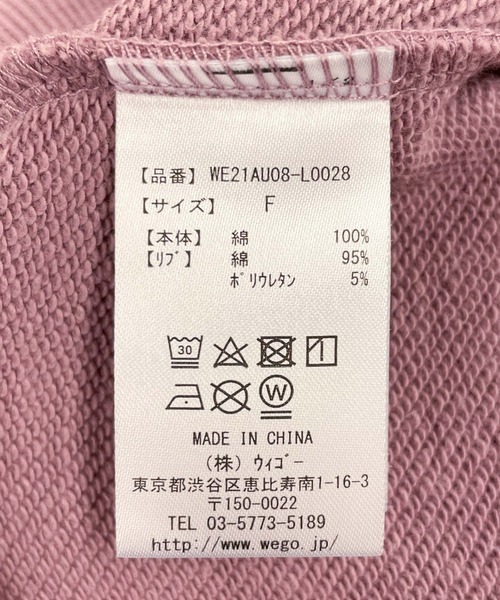 【品番】 WE21AU08-L0028
【サイズ】 F
【本体】 綿 100%
【ﾘﾌﾞ】 綿 95%
ﾎﾟﾘｳﾚﾀﾝ 5%
30
MADE IN CHINA
(株) ウィゴー
東京都渋谷区恵比寿南1-16-3
〒150-0022
TEL 03-5773-5189
http://www.wego.jp/